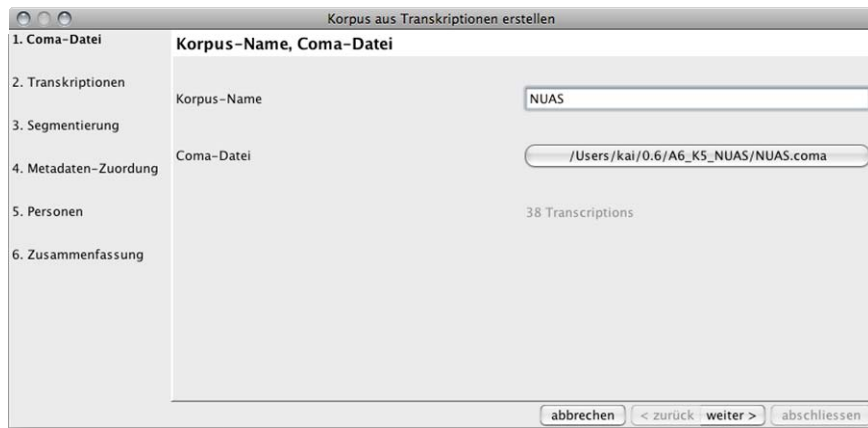 Korpus aus Transkriptionen erstellen
1. Coma-Datei
2. Transkriptionen
3. Segmentierung
4. Metadaten-Zuordung
5. Personen
6. Zusammenfassung
Korpus-Name, Coma-Datei
Korpus-Name NUAS
Coma-Datei /Users/kai/0.6/A6_K5_NUAS/NUAS.coma
38 Transcriptions
abbrechen < zurück weiter > abschliessen